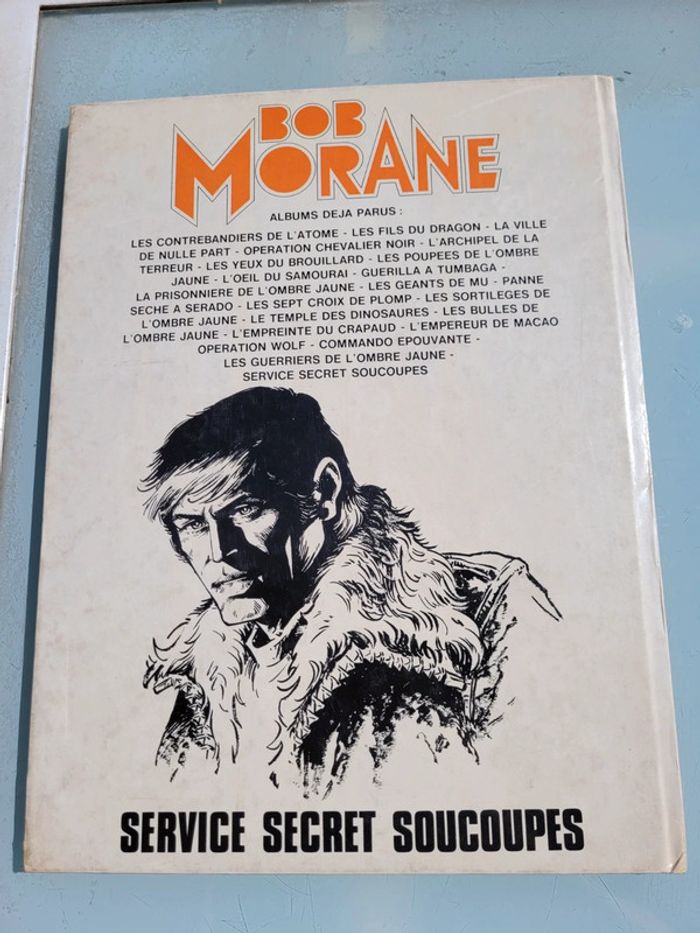 BOB
MORANE
ALBUMS DEJA PARUS :
LES CONTREBANDIERS DE L'ATOME - LES FILS DU DRAGON - LA VILLE
DE NULLE PART - OPERATION CHEVALIER NOIR - L'ARCHIPEL DE LA
TERREUR - LES YEUX DU BROUILLARD - LES POUPEES DE L'OMBRE
JAUNE - L'OEIL DU SAMOURAI - GUERILLA A TUMBAGA -
LA PRISONNIERE DE L'OMBRE JAUNE - LES GEANTS DE MU - PANNE
SECHE A SERADO - LES SEPT CROIX DE PLOMP - LES SORTILEGES DE
L'OMBRE JAUNE - LE TEMPLE DES DINOSAURES - LES BULLES DE
L'OMBRE JAUNE - L'EMPREINTE DU CRAPAUD - L'EMPEREUR DE MACAO
OPERATION WOLF - COMMANDO EPOUVANTE -
LES GUERRIERS DE L'OMBRE JAUNE -
SERVICE SECRET SOUCOUPES
SERVICE SECRET SOUCOUPES